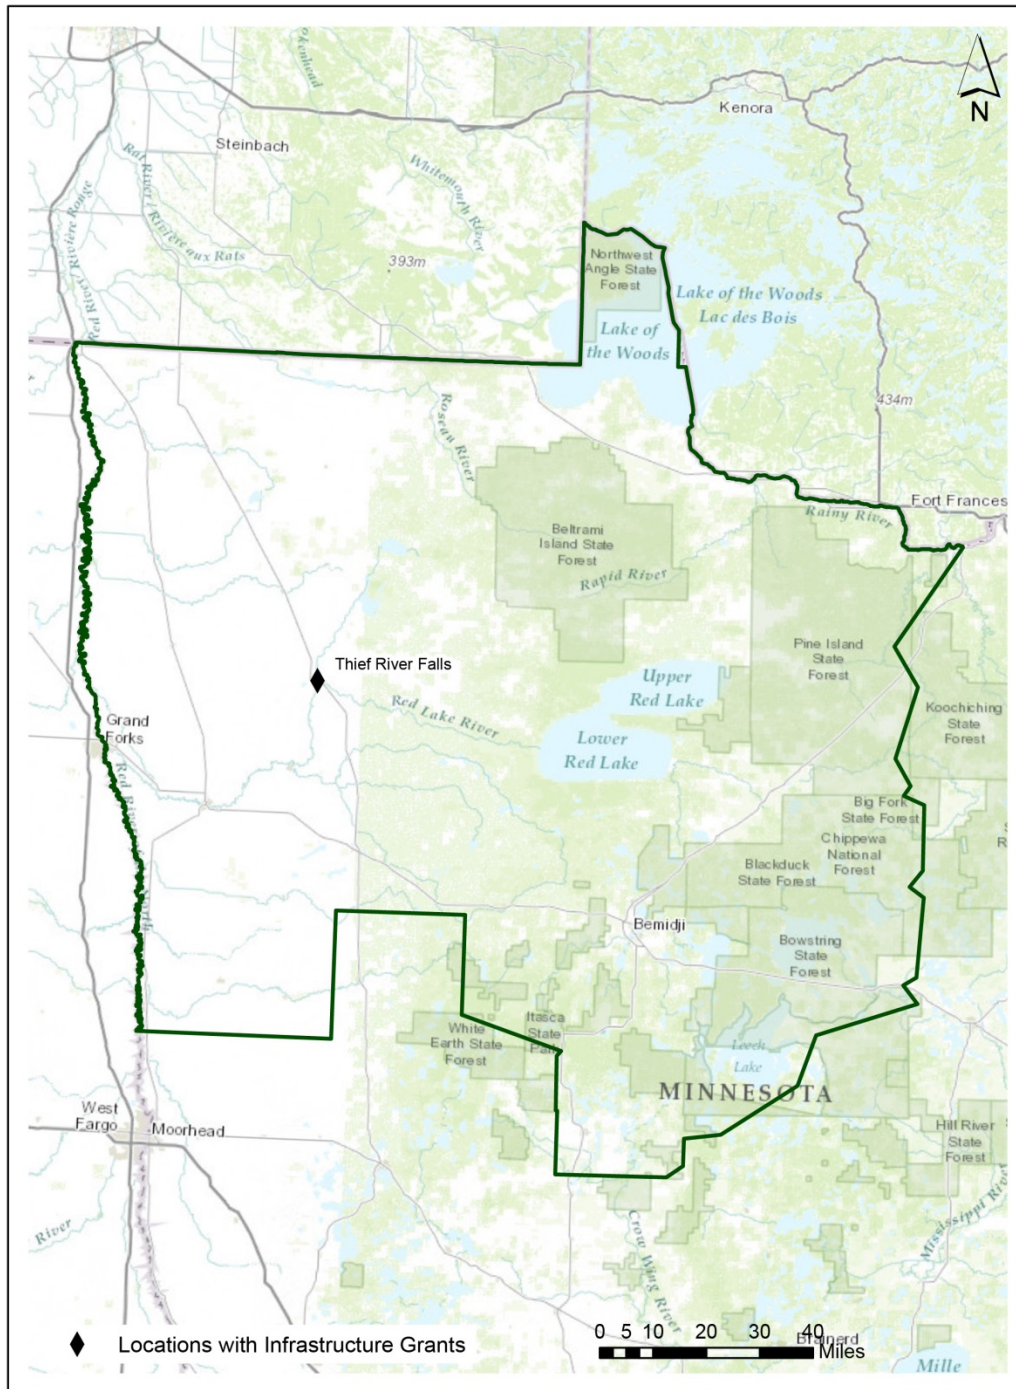 okenhead
Kenora
N
Steinbach
Rat River / Rivière aux Rats
Whitemouth River
Red River/ Rivière Rouge
393m
Northwest
Angle State
Forest
Lake of the Woods
Lac des Bois
Lake of
the Woods
434m
Roseau River
Fort Frances
Rainy River
Beltrami
Island State
Forest
Rapid River
Pine Island
State
Forest
Thief River Falls
Upper
Red Lake
Red Lake River
Koochiching
State
Forest
Grand
Forks
Lower
Red Lake
Red River
North
Big Fork
State Forest
Chippewa
National
Forest
S
R
Blackduck
State Forest
Bemidji
Bowstring
State
Forest
Itasca
State
Park
White
Earth State
Forest
Leech
Lake
MINNESOTA
West
Fargo
Moorhead
Hill River
State
Forest
River
Mississippi River
Crow Wing River
Locations with Infrastructure Grants
0 5 10 20 30 40
Miles
Brainerd
Mille